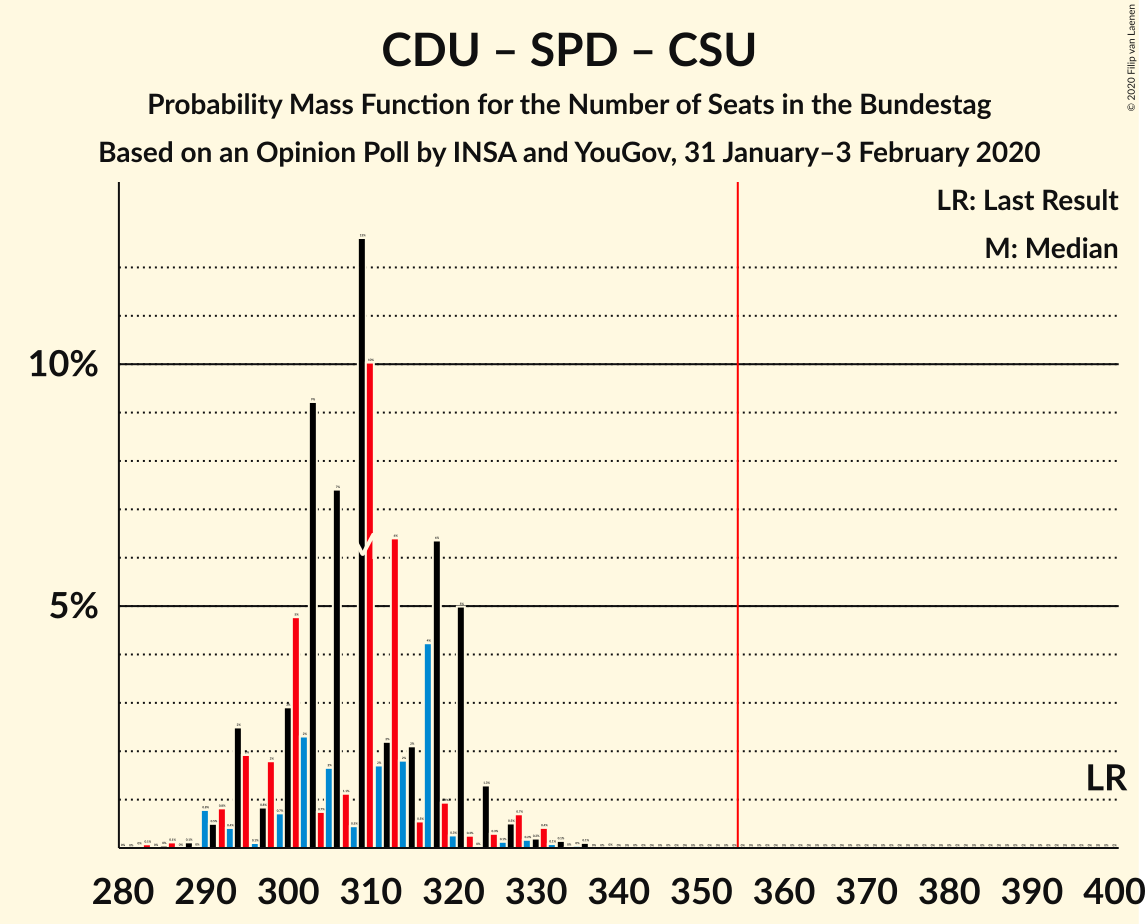 CDU – SPD – CSU
Probability Mass Function for the Number of Seats in the Bundestag
Based on an Opinion Poll by INSA and YouGov, 31 January–3 February 2020
© 2020 Filip van Laenen
LR: Last Result
M: Median
10%
5%
LR
280 290 300 310 320 330 340 350 360 370 380 390 400